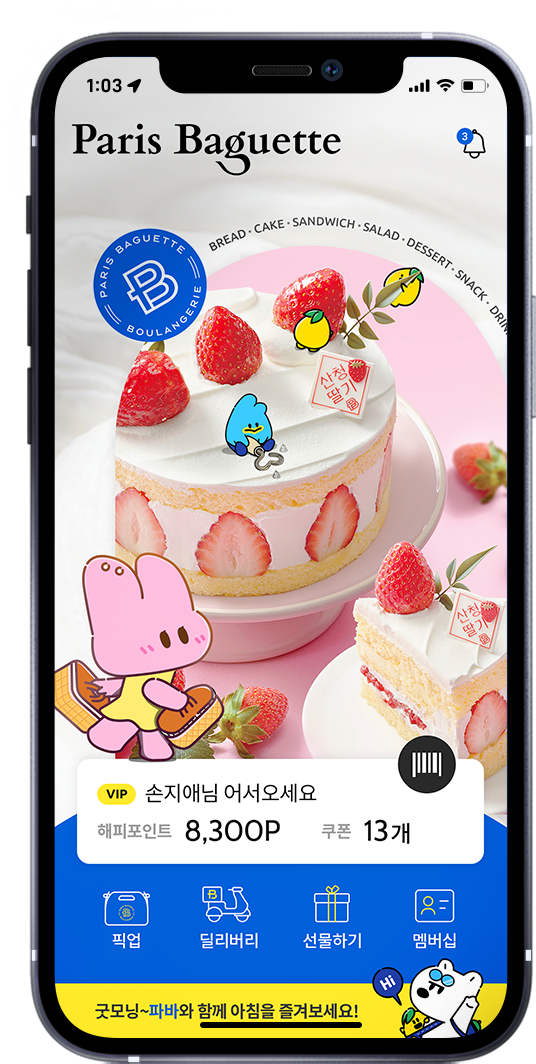 1:03
Paris Baguette
3
BREAD · CAKE · SANDWICH · SALAD · DESSERT · SNACK · DRIN
PARIS BAGUETTE
B
BOULANGERIE
산청
딸기
산청
딸기
VIP 손지애님 어서오세요
해피포인트 8,300P 쿠폰 13개
B
픽업 딜리버리 선물하기 멤버십
Hi
굿모닝~파바와 함께 아침을 즐겨보세요!